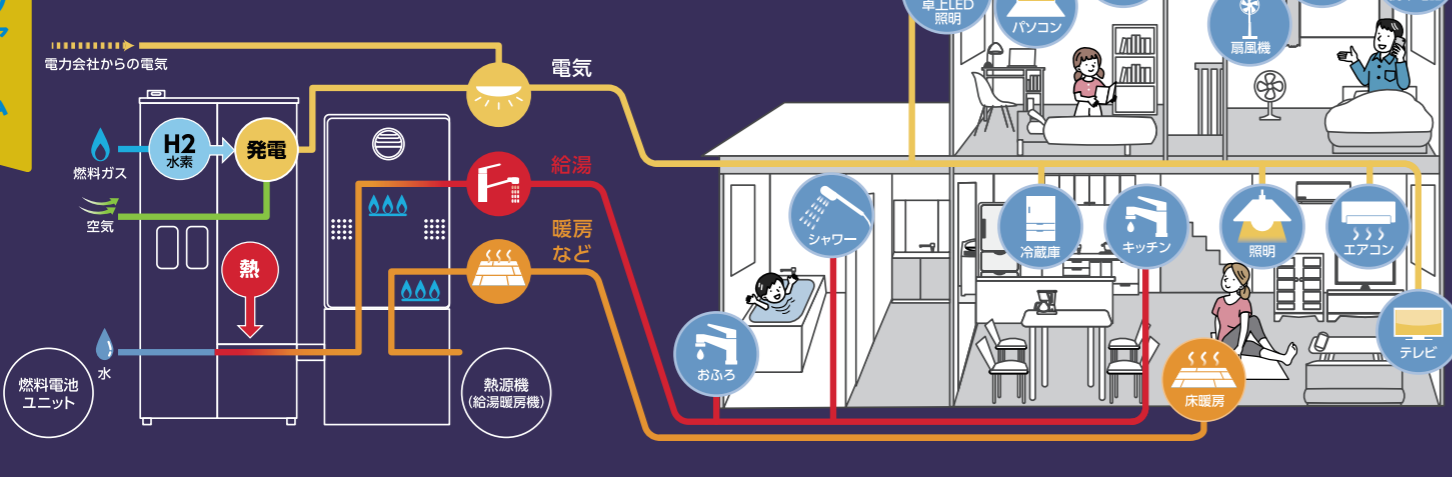 卓上LED
照明
パソコン
扇風機
電力会社からの電気
電気
H2
水素
発電
燃料ガス
空気
給湯
暖房
など
熱
水
燃料電池
ユニット
熱源機
(給湯暖房機)
シャワー
おふろ
冷蔵庫
キッチン
照明
エアコン
テレビ
床暖房